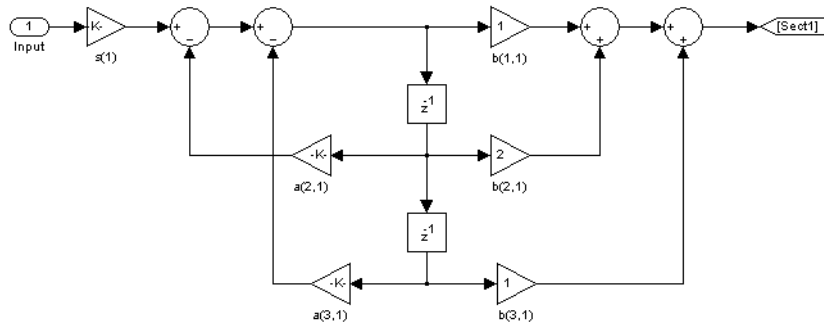 1
Input
K-
s(1)
+
−
+
−
1
b(1,1)
+
+
+
+
[Sect1]
z-1
-K-
a(2,1)
2
b(2,1)
z-1
-K-
a(3,1)
1
b(3,1)